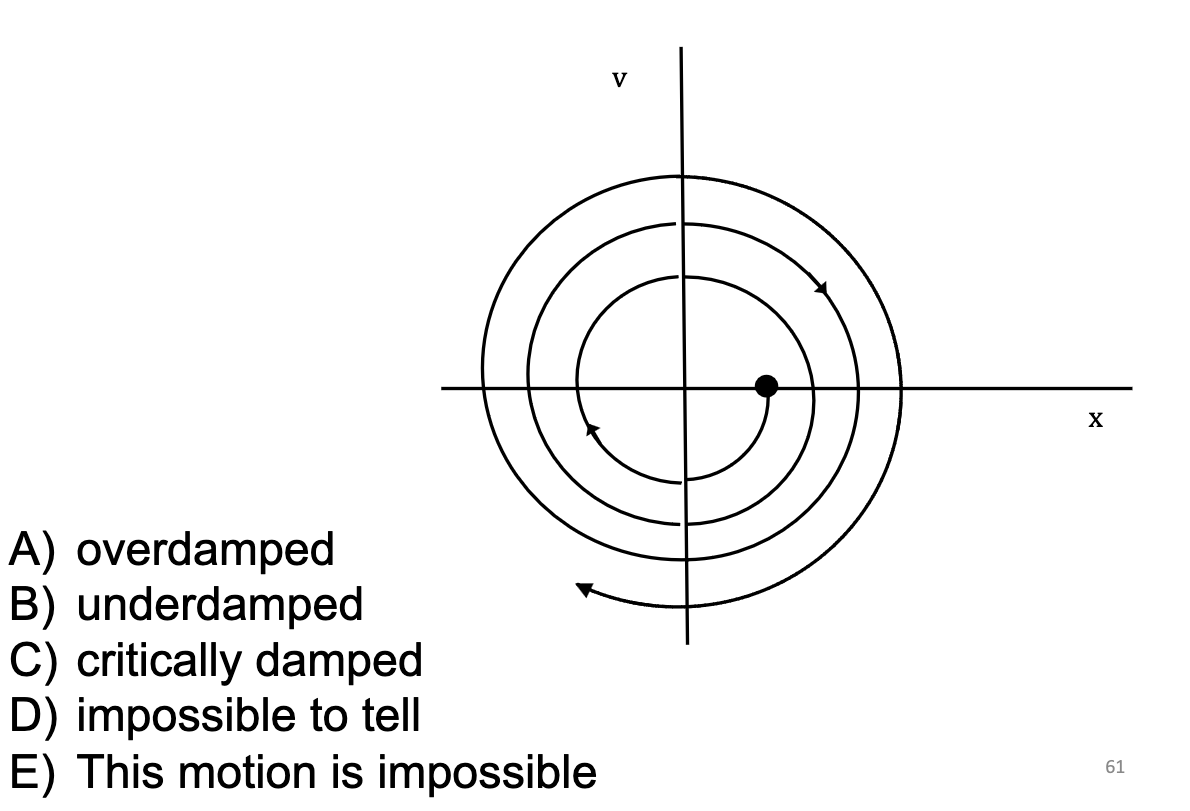 v
x
A) overdamped
B) underdamped
C) critically damped
D) impossible to tell
E) This motion is impossible
61